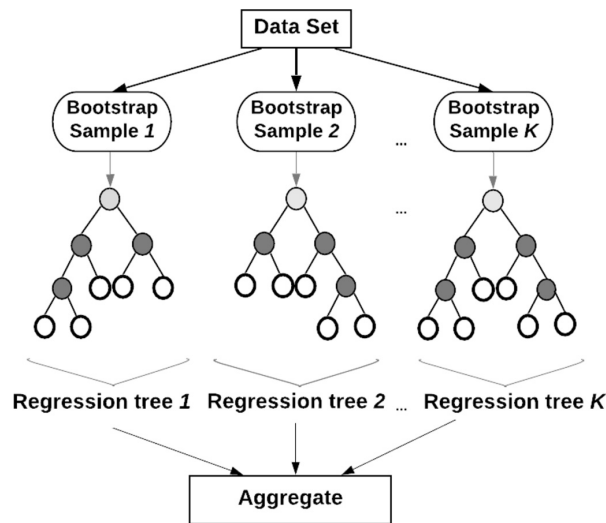 Data Set
Bootstrap
Sample 1
Bootstrap
Sample 2
...
Bootstrap
Sample K
...
Regression tree 1
Regression tree 2
...
Regression tree K
Aggregate